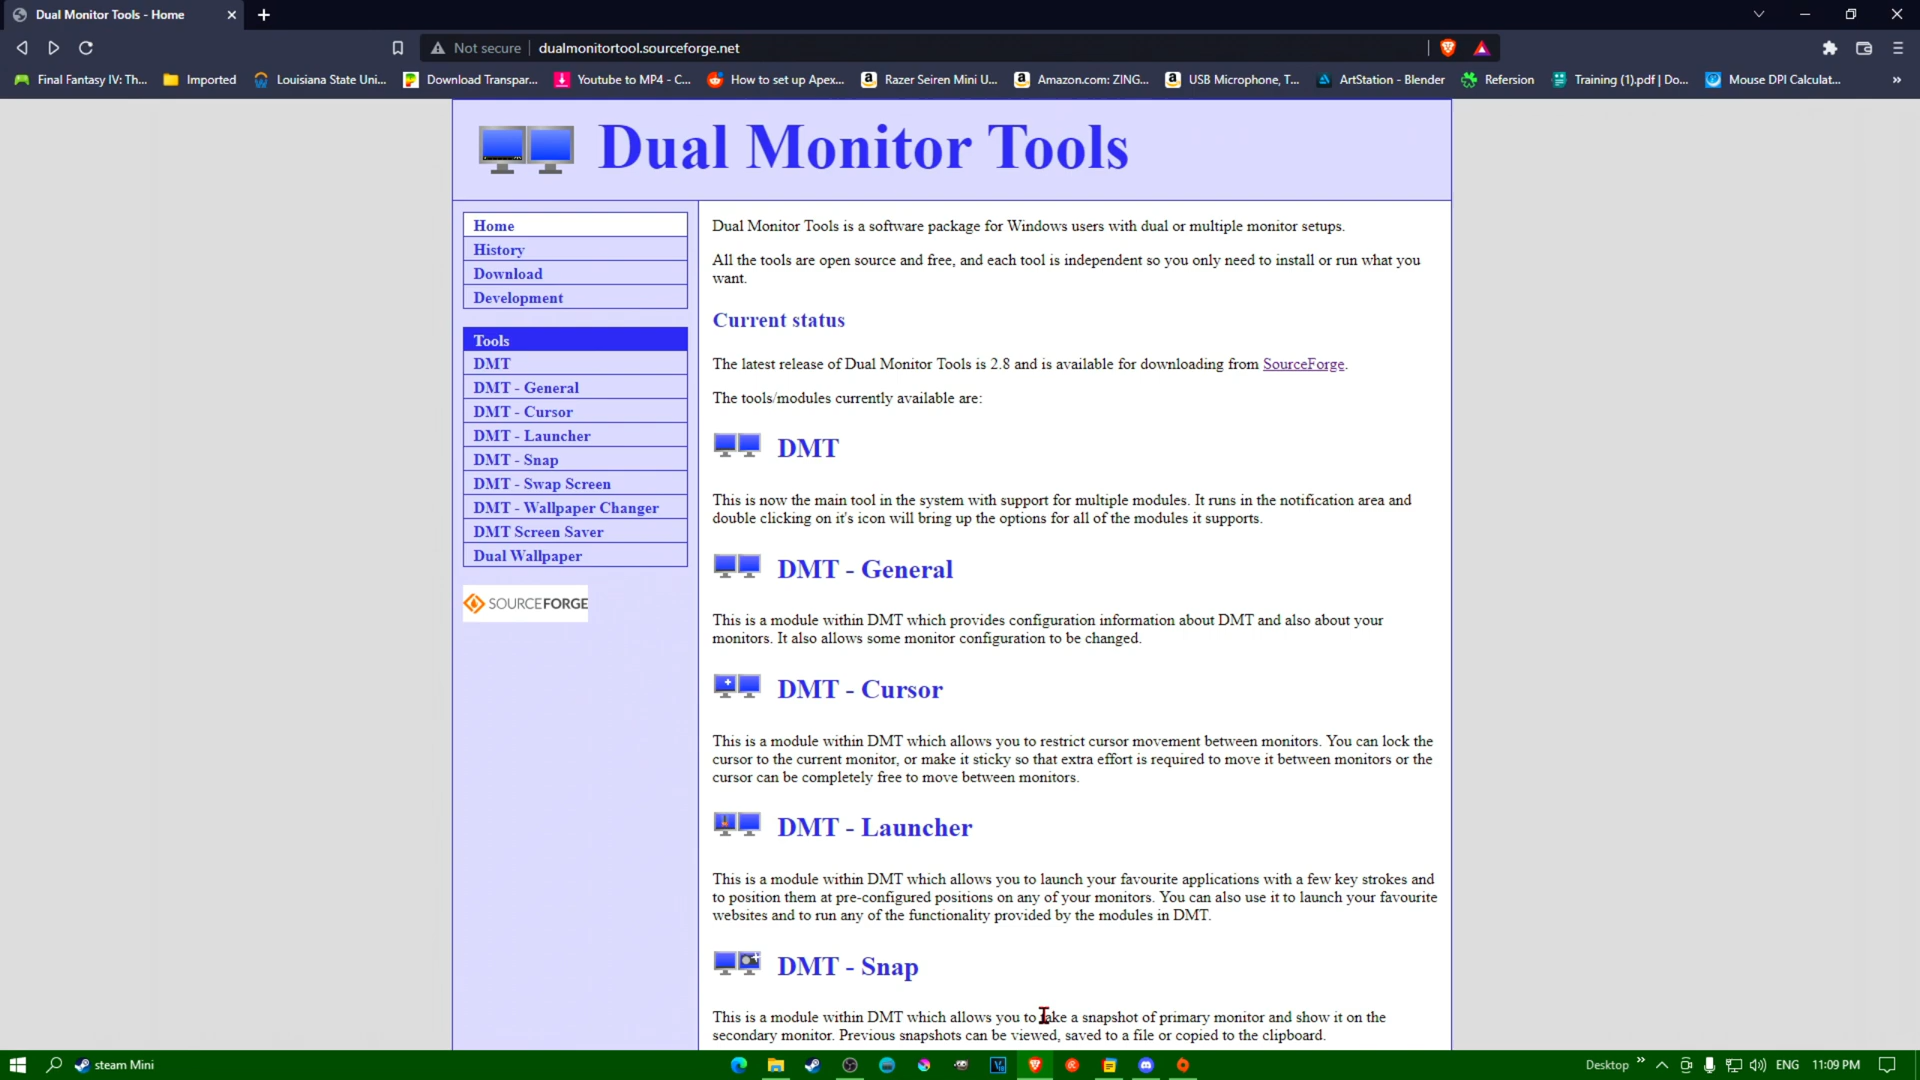 Dual Monitor Tools - Home
Not secure
dualmonitortool.sourceforge.net
Final Fantasy IV: Th...
Imported
Louisiana State Uni...
Download Transpar...
Youtube to MP4 - C...
How to set up Apex...
Razer Seiren Mini U...
Amazon.com: ZING...
USB Microphone, T...
ArtStation - Blender
Refersion
Training (1).pdf | Do...
Mouse DPI Calculat...
Dual Monitor Tools
Home
History
Download
Development
Tools
DMT
DMT - General
DMT - Cursor
DMT - Launcher
DMT - Snap
DMT - Swap Screen
DMT - Wallpaper Changer
DMT Screen Saver
Dual Wallpaper
SOURCEFORGE
Dual Monitor Tools is a software package for Windows users with dual or multiple monitor setups.
All the tools are open source and free, and each tool is independent so you only need to install or run what you
want.
Current status
The latest release of Dual Monitor Tools is 2.8 and is available for downloading from SourceForge.
The tools/modules currently available are:
DMT
This is now the main tool in the system with support for multiple modules. It runs in the notification area and
double clicking on it's icon will bring up the options for all of the modules it supports.
DMT - General
This is a module within DMT which provides configuration information about DMT and also about your
monitors. It also allows some monitor configuration to be changed.
DMT - Cursor
This is a module within DMT which allows you to restrict cursor movement between monitors. You can lock the
cursor to the current monitor, or make it sticky so that extra effort is required to move it between monitors or the
cursor can be completely free to move between monitors.
DMT - Launcher
This is a module within DMT which allows you to launch your favourite applications with a few key strokes and
to position them at pre-configured positions on any of your monitors. You can also use it to launch your favourite
websites and to run any of the functionality provided by the modules in DMT.
DMT - Snap
This is a module within DMT which allows you to take a snapshot of primary monitor and show it on the
secondary monitor. Previous snapshots can be viewed, saved to a file or copied to the clipboard.
steam Mini
Desktop
ENG
11:09 PM